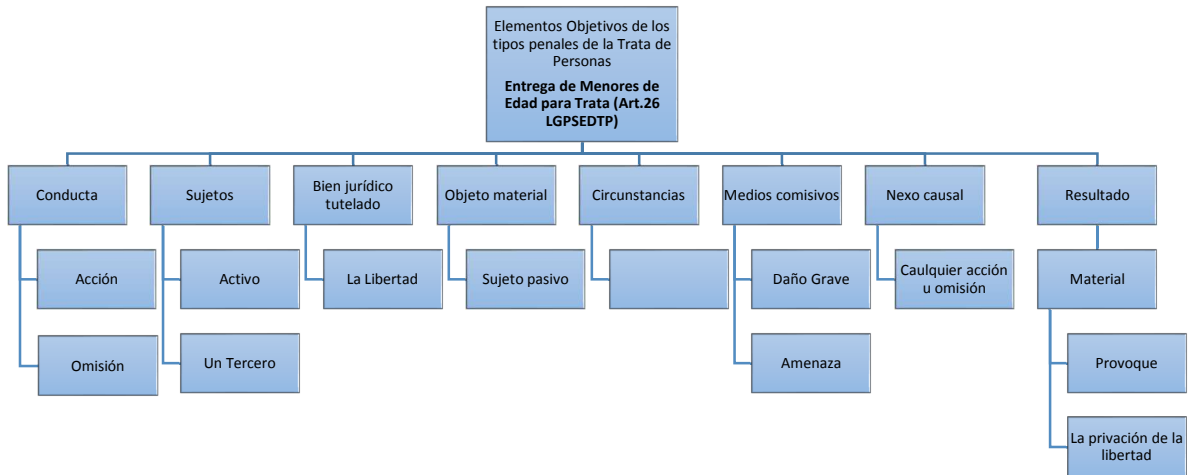 Elementos Objetivos de los
tipos penales de la Trata de
Personas
Entrega de Menores de
Edad para Trata (Art.26
LGPSEDTP)
Conducta
Acción
Omisión
Sujetos
Activo
Un Tercero
Bien jurídico
tutelado
La Libertad
Objeto material
Sujeto pasivo
Circunstancias
Medios comisivos
Daño Grave
Amenaza
Nexo causal
Caulquier acción
u omisión
Resultado
Material
Provoque
La privación de la
libertad